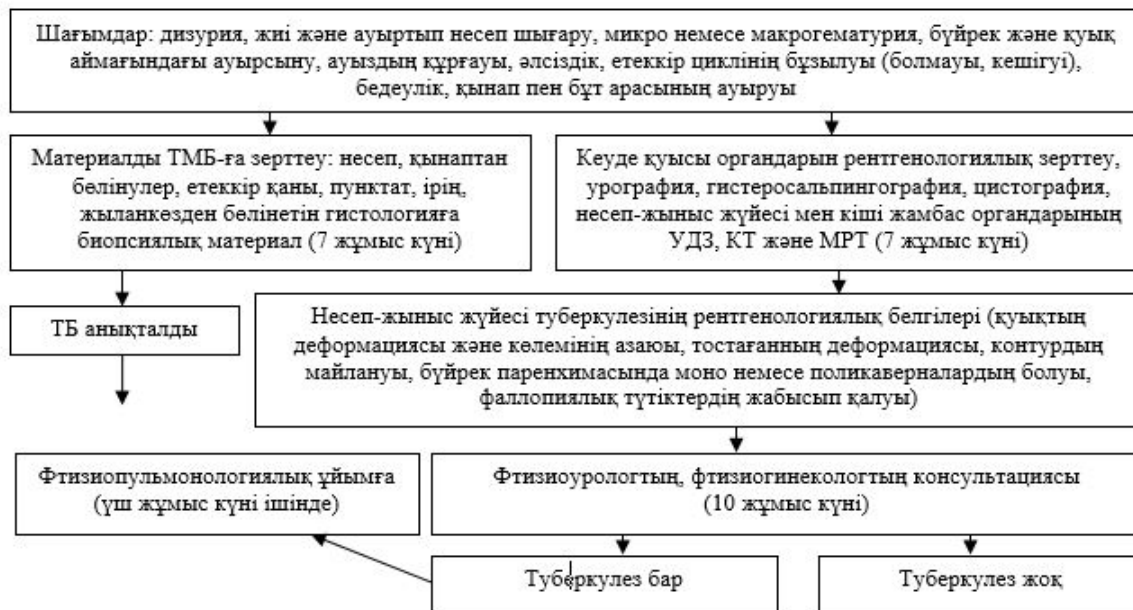 Шағымдар: дизурия, жиі және ауыртып несеп шығару, микро немесе макрогематурия, бүйрек және қуық
аймағындағы ауырсыну, ауыздың құрғауы, әлсіздік, етеккір циклінің бұзылуы (болмауы, кешігуі),
бедеулік, қынап пен бұт арасының ауыруы
Материалды ТМБ-ға зерттеу: несеп, қынаптан
бөлінулер, етеккір қаны, пунктат, ірің,
жыланкөзден бөлінетін гистологияға
биопсиялық материал (7 жұмыс күні)
Кеуде қуысы органдарын рентгенологиялық зерттеу,
урография, гистеросальпингография, цистография,
несеп-жыныс жүйесі мен кіші жамбас органдарының
УДЗ, КТ және МРТ (7 жұмыс күні)
ТБ анықталды
Несеп-жыныс жүйесі туберкулезінің рентгенологиялық белгілері (қуықтың
деформациясы және көлемінің азаюы, тостағанның деформациясы, контурдың
майлануы, бүйрек паренхимасында моно немесе поликаверналардың болуы,
фаллопиялық түтіктердің жабысып қалуы)
Фтизиопульмонологиялық ұйымға
(үш жұмыс күні ішінде)
Фтизиоурологтың, фтизиогинекологтың консультациясы
(10 жұмыс күні)
Туберкулез бар
Туберкулез жоқ